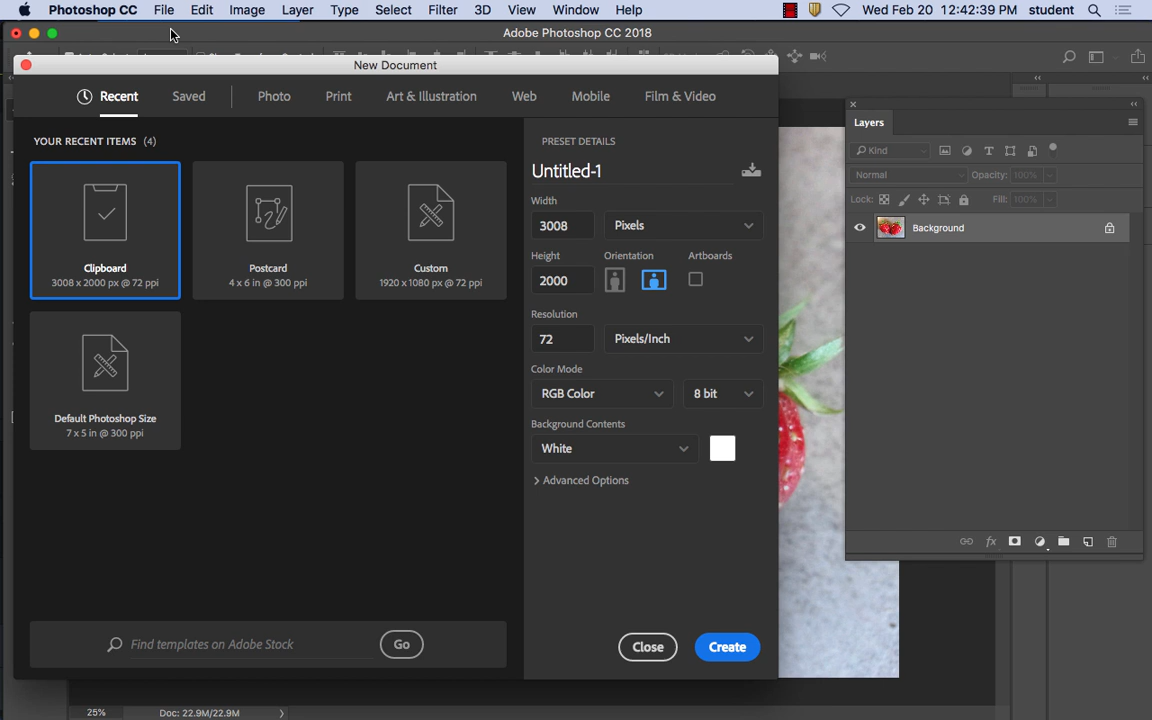 Photoshop CC File Edit Image Layer Type Select Filter 3D View Window Help Wed Feb 20 12:42:39 PM student
Adobe Photoshop CC 2018
New Document
Recent Saved Photo Print Art & Illustration Web Mobile Film & Video
YOUR RECENT ITEMS (4)
Clipboard
3008 x 2000 px @ 72 ppi
Postcard
4 x 6 in @ 300 ppi
Custom
1920 x 1080 px @ 72 ppi
Default Photoshop Size
7 x 5 in @ 300 ppi
Find templates on Adobe Stock Go
PRESET DETAILS
Untitled-1
Width
3008 Pixels
Height Orientation Artboards
2000
Resolution
72 Pixels/Inch
Color Mode
RGB Color 8 bit
Background Contents
White
> Advanced Options
Close Create
Layers
Kind
Normal Opacity: 100%
Lock: Fill: 100%
Background
25% Doc: 22.9M/22.9M >